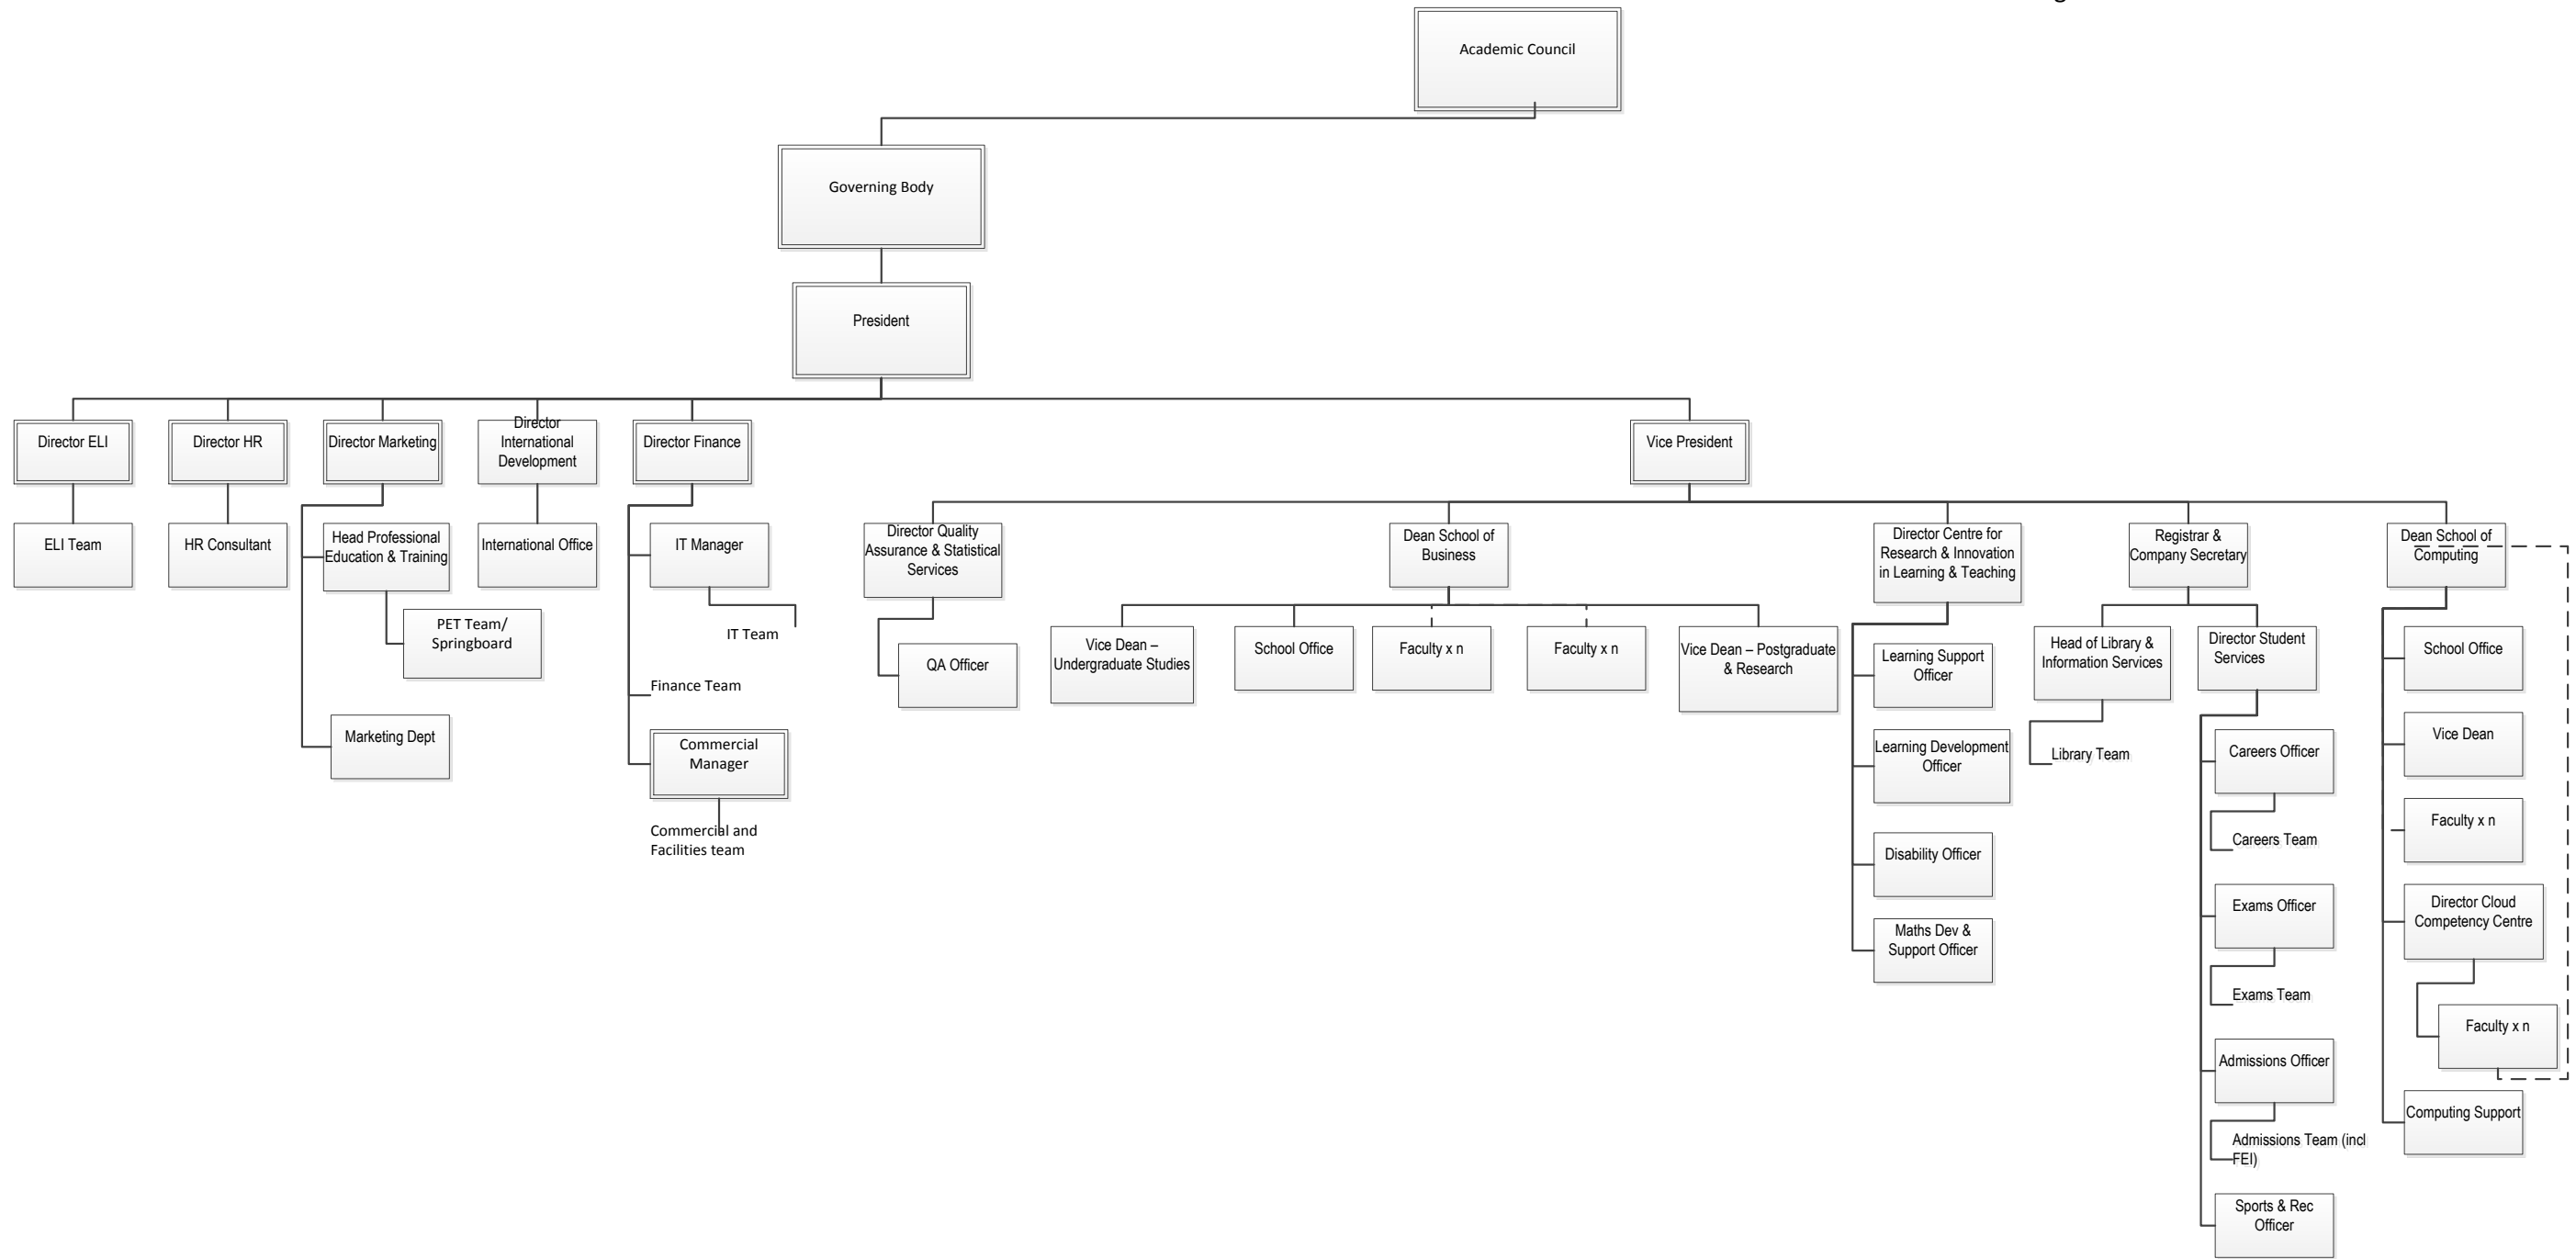 Academic Council
Governing Body
President
Director ELI
Director HR
Director Marketing
Director
International
Development
Director Finance
Vice President
ELI Team
HR Consultant
Head Professional
Education & Training
International Office
IT Manager
Director Quality
Assurance & Statistical
Services
Dean School of
Business
Director Centre for
Research & Innovation
in Learning & Teaching
Registrar &
Company Secretary
Dean School of
Computing
PET Team/
Springboard
IT Team
QA Officer
Vice Dean –
Undergraduate Studies
School Office
Faculty x n
Faculty x n
Vice Dean – Postgraduate
& Research
Learning Support
Officer
Head of Library &
Information Services
Director Student
Services
School Office
Finance Team
Marketing Dept
Commercial
Manager
Learning Development
Officer
Library Team
Careers Officer
Vice Dean
Commercial and
Facilities team
Disability Officer
Careers Team
Faculty x n
Maths Dev &
Support Officer
Exams Officer
Director Cloud
Competency Centre
Exams Team
Faculty x n
Admissions Officer
Computing Support
Admissions Team (incl
FEI)
Sports & Rec
Officer